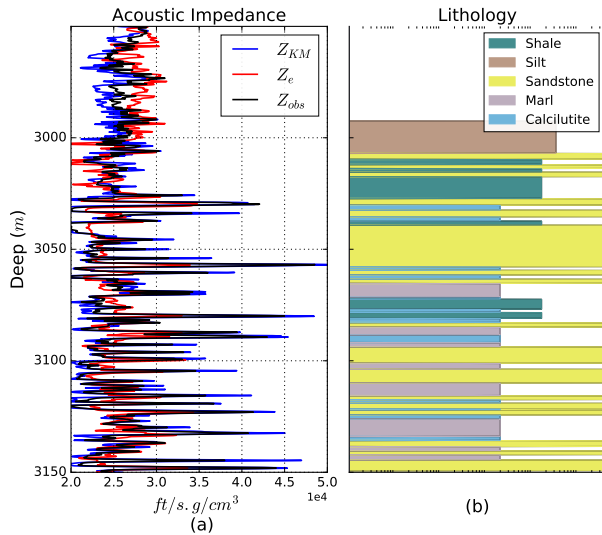 Acoustic Impedance
Z_KM
Z_e
Z_obs
Deep (m)
3000
3050
3100
3150
2.0 2.5 3.0 3.5 4.0 4.5 5.0
1e4
ft/s.g/cm³
(a)
Lithology
Shale
Silt
Sandstone
Marl
Calcilutite
(b)